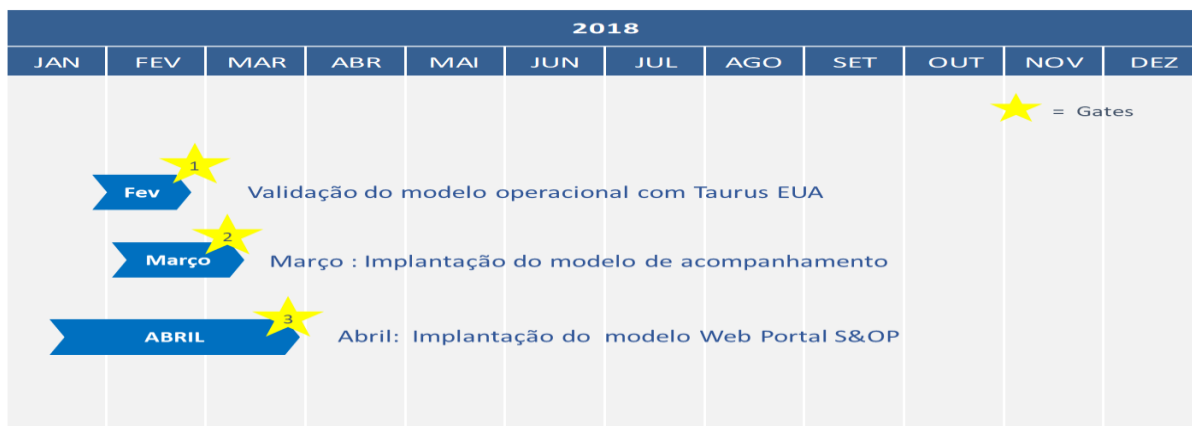 2018
JAN FEV MAR ABR MAI JUN JUL AGO SET OUT NOV DEZ
= Gates
1
Fev Validação do modelo operacional com Taurus EUA
2
Março Março : Implantação do modelo de acompanhamento
3
ABRIL Abril: Implantação do modelo Web Portal S&OP